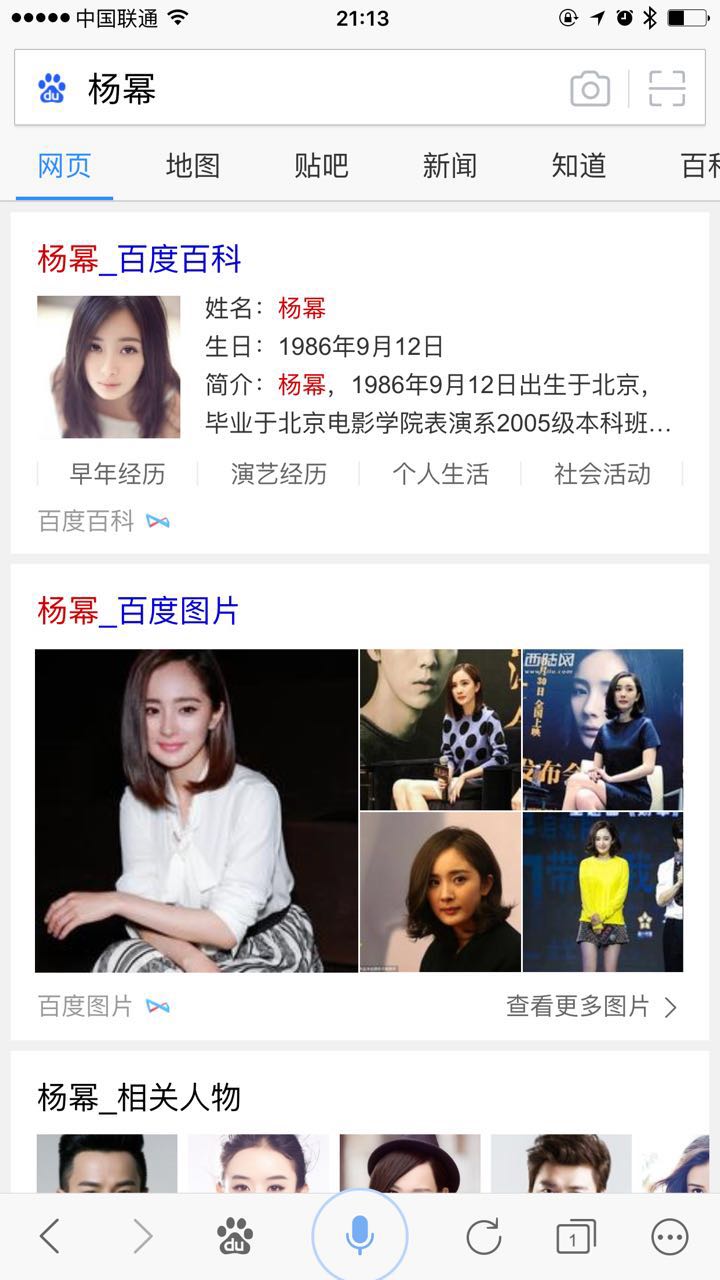 中国联通
21:13
杨幂
网页
地图
贴吧
新闻
知道
杨幂_百度百科
姓名：杨幂
生日：1986年9月12日
简介：杨幂，1986年9月12日出生于北京，
毕业于北京电影学院表演系2005级本科班...
早年经历
演艺经历
个人生活
社会活动
百度百科
杨幂_百度图片
西陆网
30日全国上映
百度图片
查看更多图片
杨幂_相关人物
du
1